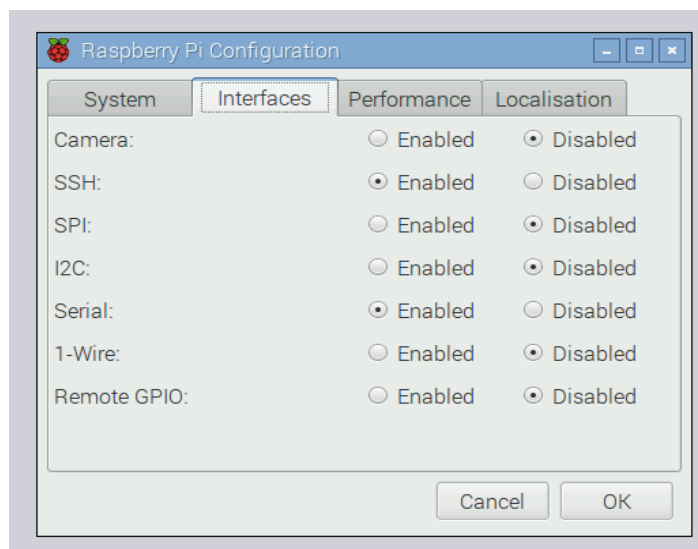 Raspberry Pi Configuration
System Interfaces Performance Localisation
Camera: Enabled Disabled
SSH: Enabled Disabled
SPI: Enabled Disabled
I2C: Enabled Disabled
Serial: Enabled Disabled
1-Wire: Enabled Disabled
Remote GPIO: Enabled Disabled
Cancel OK